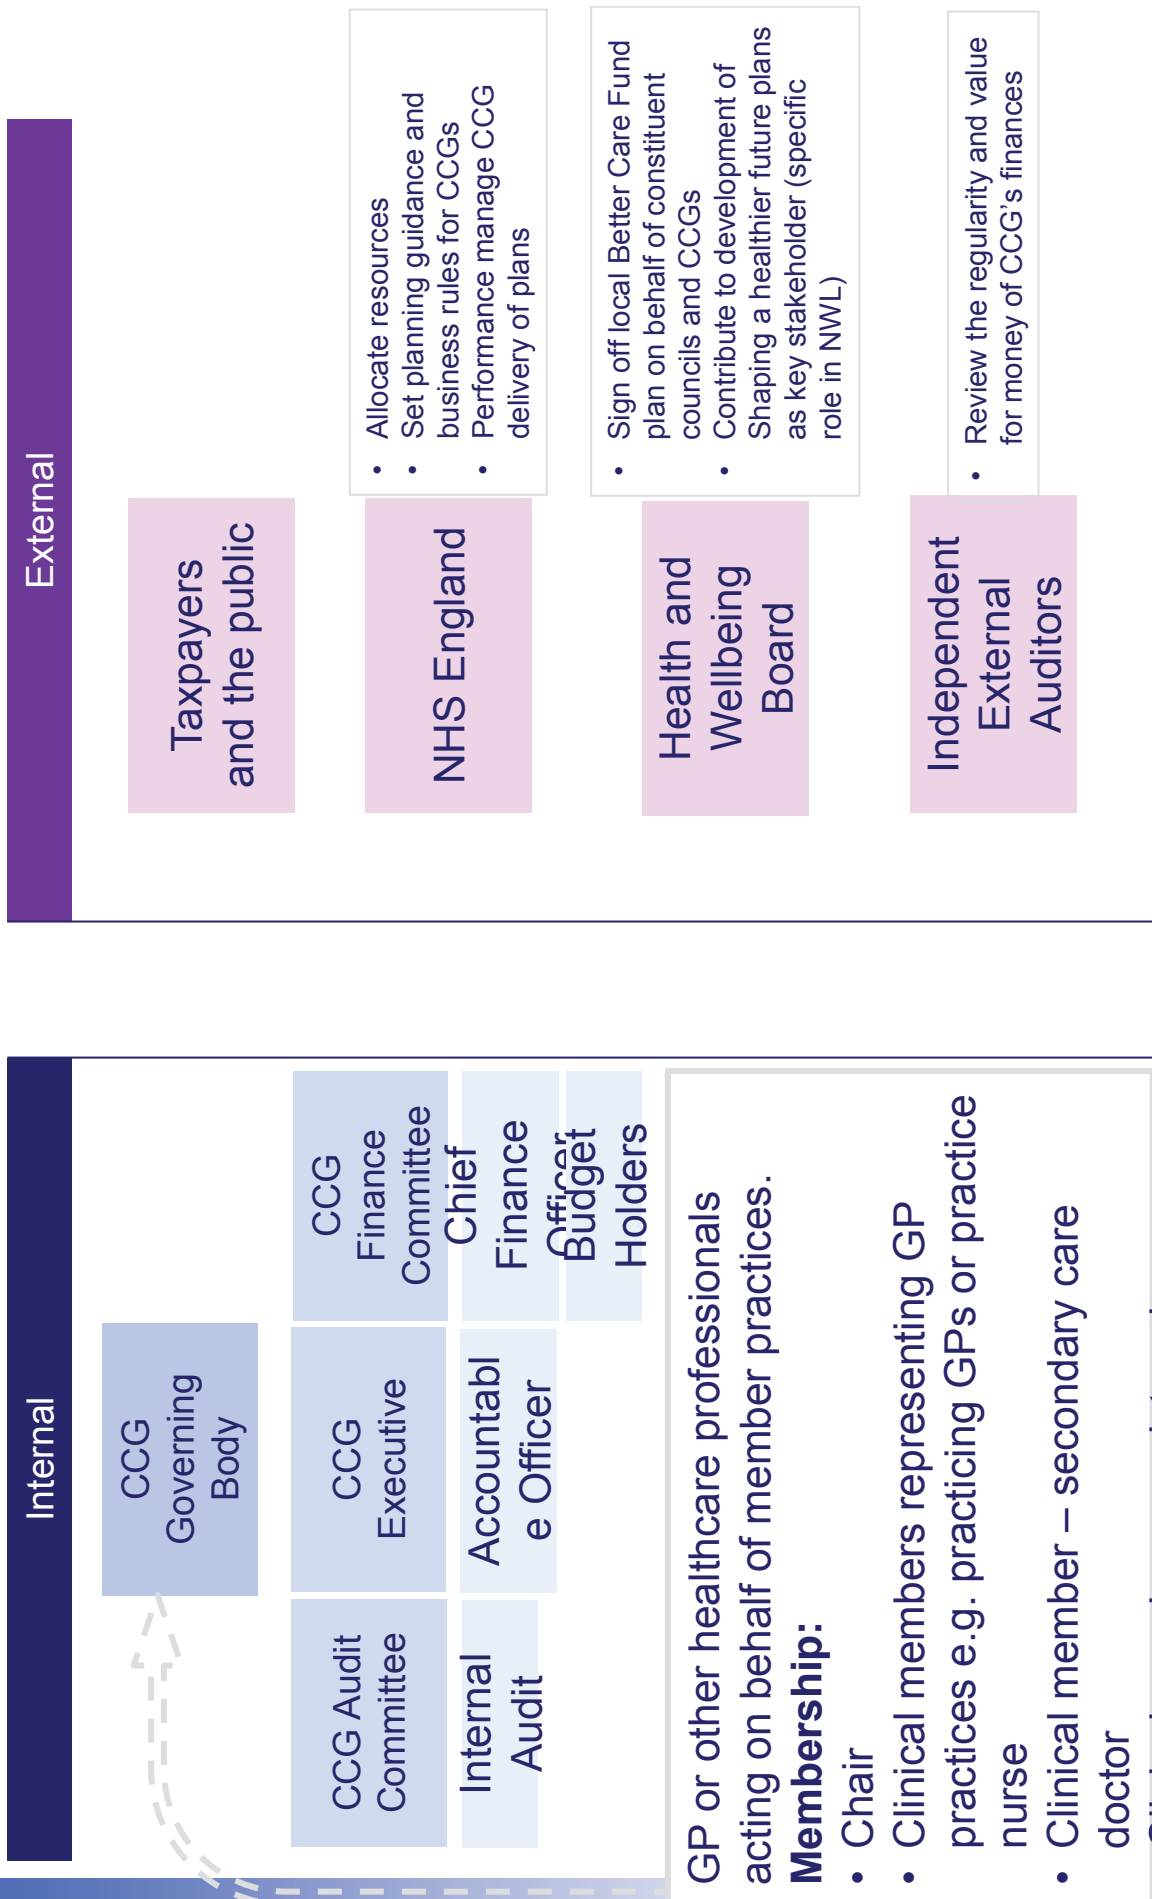 Internal
CCG
Governing
Body
CCG Audit
Committee
CCG
Executive
CCG
Finance
Committee
Internal
Audit
Accountabl
e Officer
Chief
Finance
Officer
Budget
Holders
GP or other healthcare professionals
acting on behalf of member practices.
Membership:
• Chair
• Clinical members representing GP
practices e.g. practicing GPs or practice
nurse
• Clinical member – secondary care
doctor
External
Taxpayers
and the public
NHS England
• Allocate resources
• Set planning guidance and
business rules for CCGs
• Performance manage CCG
delivery of plans
Health and
Wellbeing
Board
• Sign off local Better Care Fund
plan on behalf of constituent
councils and CCGs
• Contribute to development of
Shaping a healthier future plans
as key stakeholder (specific
role in NWL)
Independent
External
Auditors
• Review the regularity and value
for money of CCG's finances